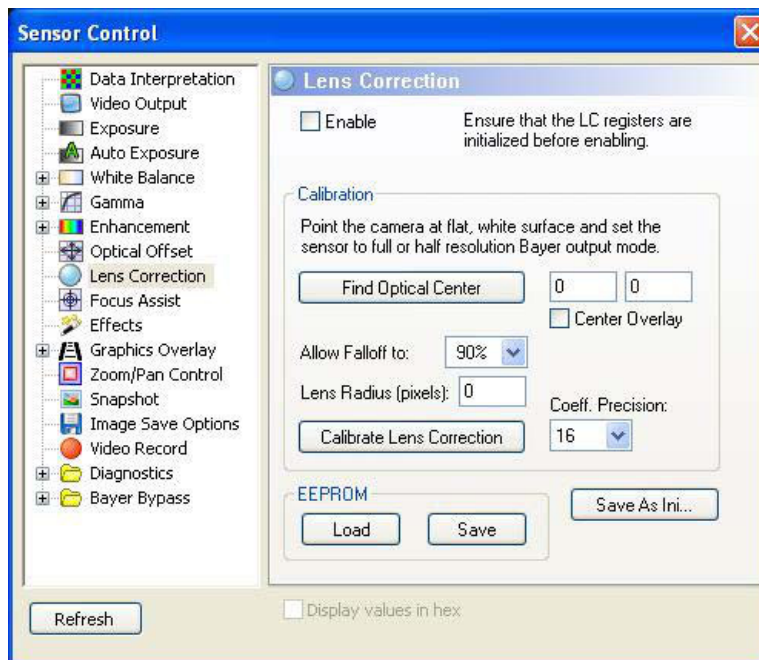 Sensor Control
Data Interpretation
Video Output
Exposure
Auto Exposure
White Balance
Gamma
Enhancement
Optical Offset
Lens Correction
Focus Assist
Effects
Graphics Overlay
Zoom/Pan Control
Snapshot
Image Save Options
Video Record
Diagnostics
Bayer Bypass
Refresh
Lens Correction
Enable
Ensure that the LC registers are
initialized before enabling.
Calibration
Point the camera at flat, white surface and set the
sensor to full or half resolution Bayer output mode.
Find Optical Center
0 0
Center Overlay
Allow Falloff to: 90%
Lens Radius (pixels): 0
Coeff. Precision:
Calibrate Lens Correction
16
EEPROM
Load Save
Save As Ini...
Display values in hex